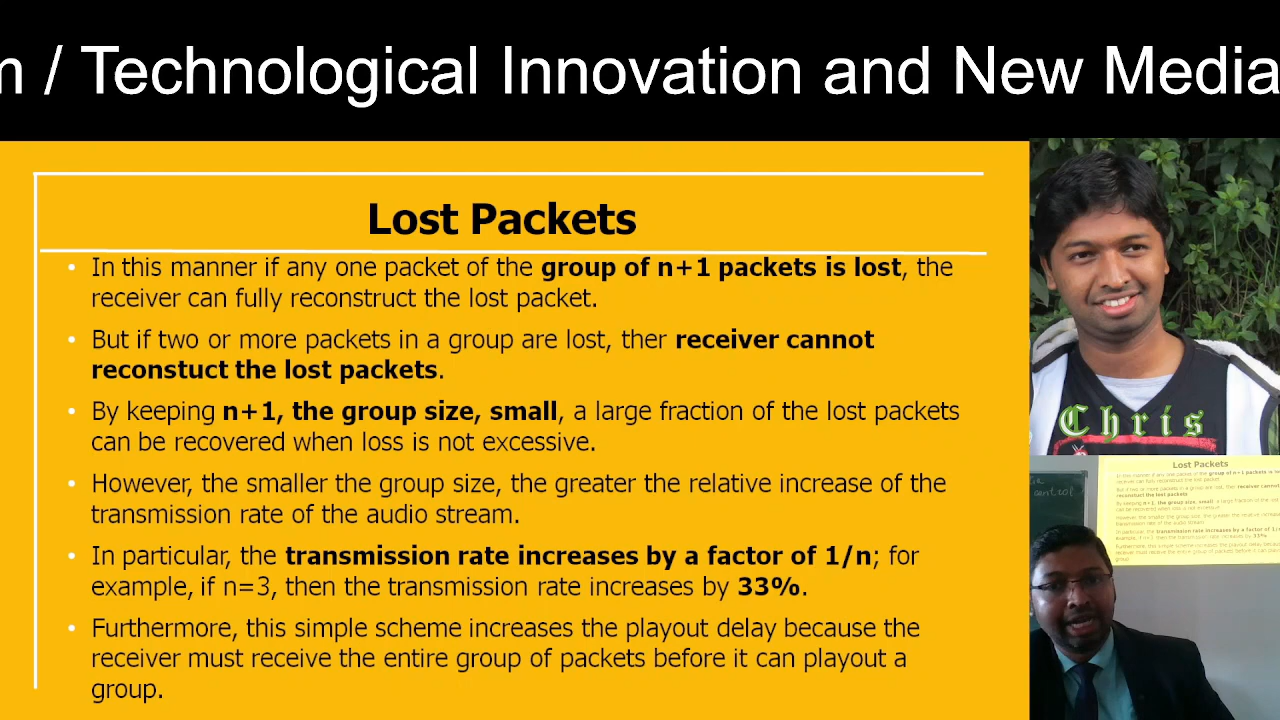 m / Technological Innovation and New Media
Lost Packets
• In this manner if any one packet of the group of n+1 packets is lost, the
receiver can fully reconstruct the lost packet.
• But if two or more packets in a group are lost, ther receiver cannot
reconstuct the lost packets.
• By keeping n+1, the group size, small, a large fraction of the lost packets
can be recovered when loss is not excessive.
• However, the smaller the group size, the greater the relative increase of the
transmission rate of the audio stream.
• In particular, the transmission rate increases by a factor of 1/n; for
example, if n=3, then the transmission rate increases by 33%.
• Furthermore, this simple scheme increases the playout delay because the
receiver must receive the entire group of packets before it can playout a
group.
Chris
Lost Packets
control